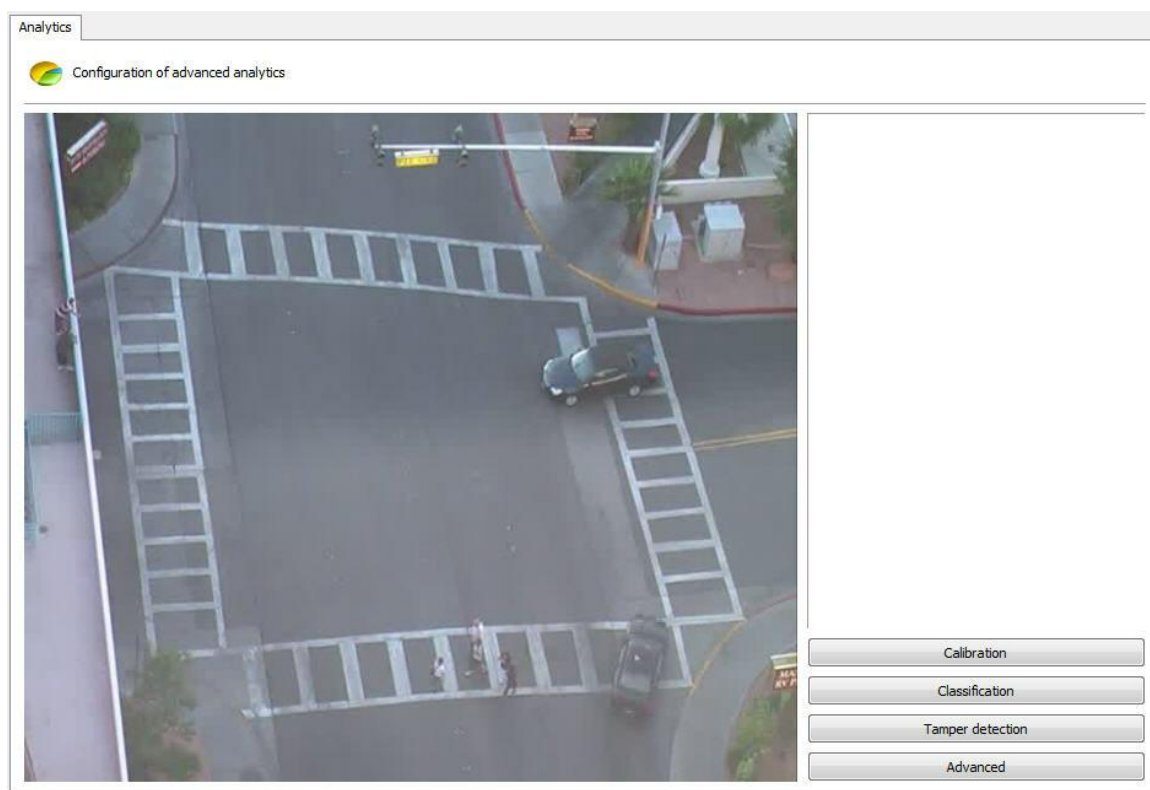 Analytics
Configuration of advanced analytics
Calibration
Classification
Tamper detection
Advanced